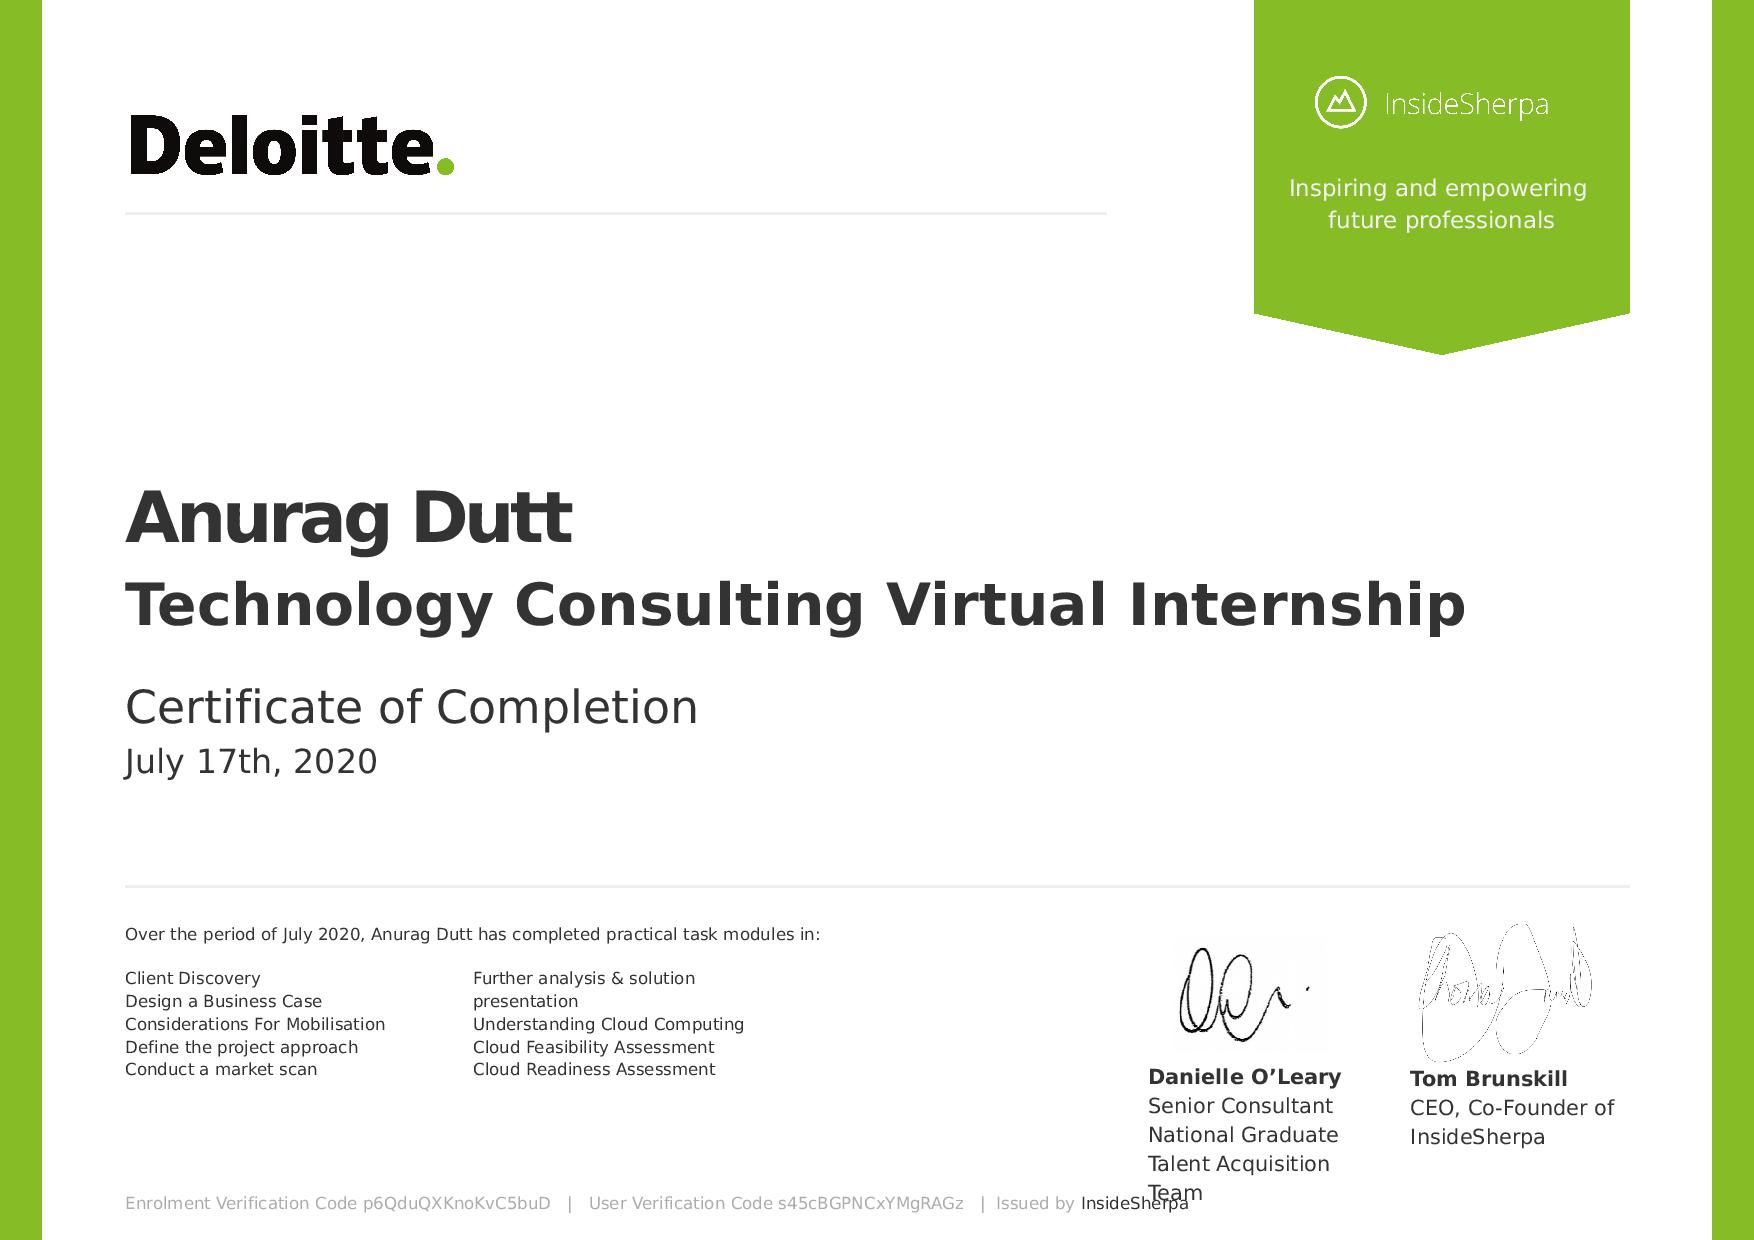 Deloitte.
InsideSherpa
Inspiring and empowering
future professionals
Anurag Dutt
Technology Consulting Virtual Internship
Certificate of Completion
July 17th, 2020
Over the period of July 2020, Anurag Dutt has completed practical task modules in:
Client Discovery
Design a Business Case
Considerations For Mobilisation
Define the project approach
Conduct a market scan
Further analysis & solution
presentation
Understanding Cloud Computing
Cloud Feasibility Assessment
Cloud Readiness Assessment
Danielle O’Leary
Senior Consultant
National Graduate
Talent Acquisition
Team
Tom Brunskill
CEO, Co-Founder of
InsideSherpa
Enrolment Verification Code p6QduQXKnoKvC5buD | User Verification Code s45cBGPNCxYMgRAGz | Issued by InsideSherpa